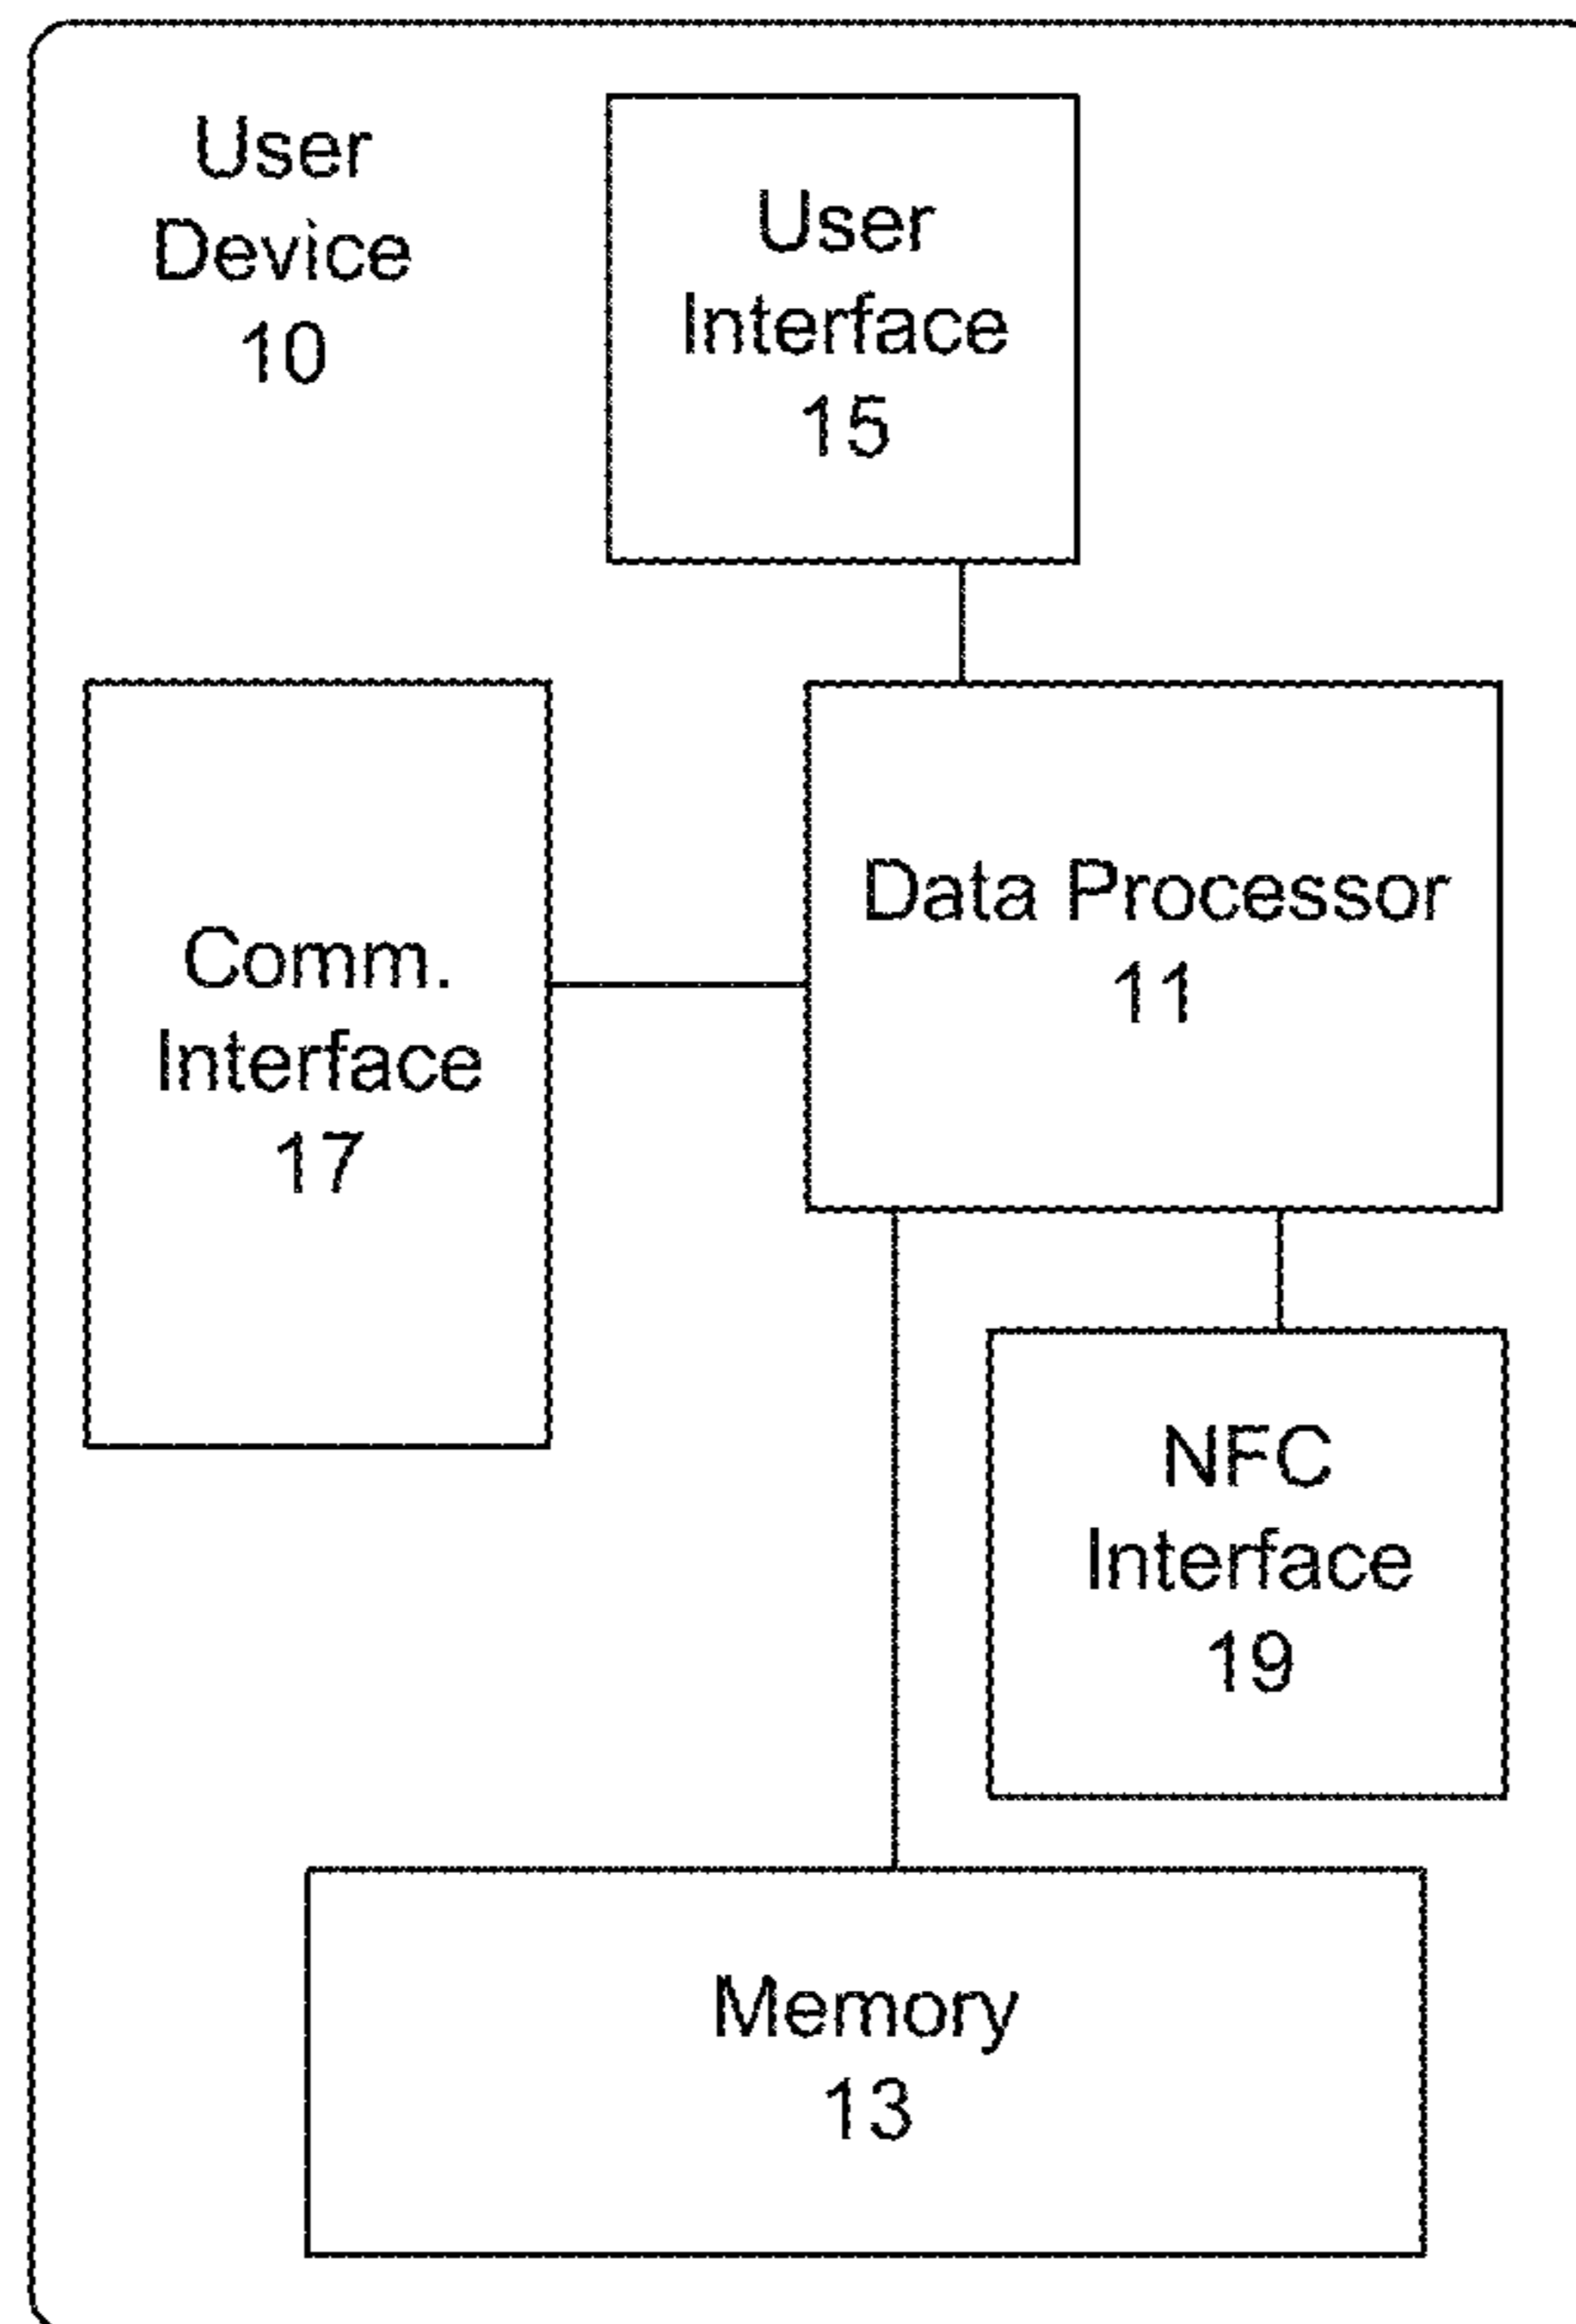 User
Device
10
User
Interface
15
Data Processor
11
Comm.
Interface
17
NFC
Interface
19
Memory
13